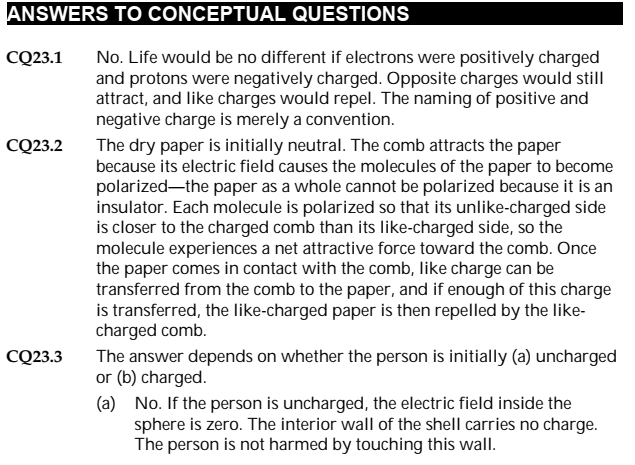 ANSWERS TO CONCEPTUAL QUESTIONS
CQ23.1 No. Life would be no different if electrons were positively charged
and protons were negatively charged. Opposite charges would still
attract, and like charges would repel. The naming of positive and
negative charge is merely a convention.
CQ23.2 The dry paper is initially neutral. The comb attracts the paper
because its electric field causes the molecules of the paper to become
polarized—the paper as a whole cannot be polarized because it is an
insulator. Each molecule is polarized so that its unlike-charged side
is closer to the charged comb than its like-charged side, so the
molecule experiences a net attractive force toward the comb. Once
the paper comes in contact with the comb, like charge can be
transferred from the comb to the paper, and if enough of this charge
is transferred, the like-charged paper is then repelled by the like-
charged comb.
CQ23.3 The answer depends on whether the person is initially (a) uncharged
or (b) charged.
(a) No. If the person is uncharged, the electric field inside the
sphere is zero. The interior wall of the shell carries no charge.
The person is not harmed by touching this wall.